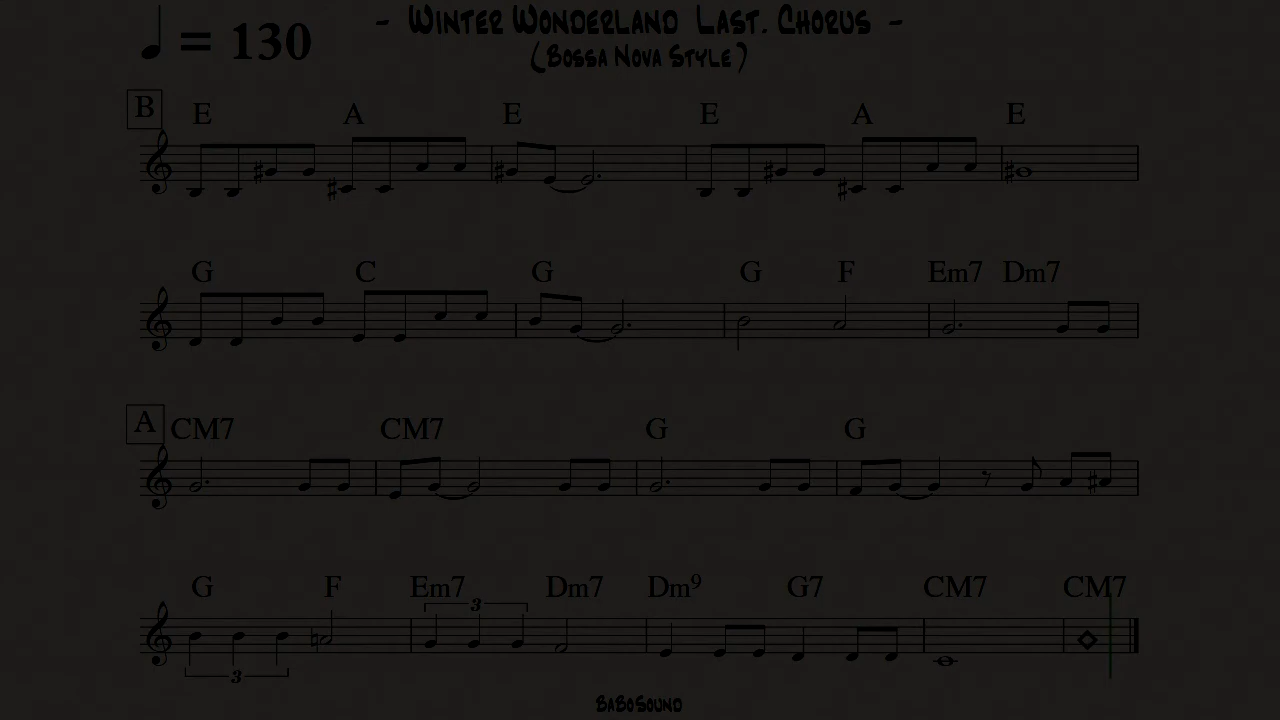 - Winter Wonderland Last. Chorus -
♩ = 130
(Bossa Nova Style)
B E A E E A E
G C G G F Em7 Dm7
A CM7 CM7 G G
G F Em7 Dm7 Dm9 G7 CM7 CM7
3
3
BaBoSound